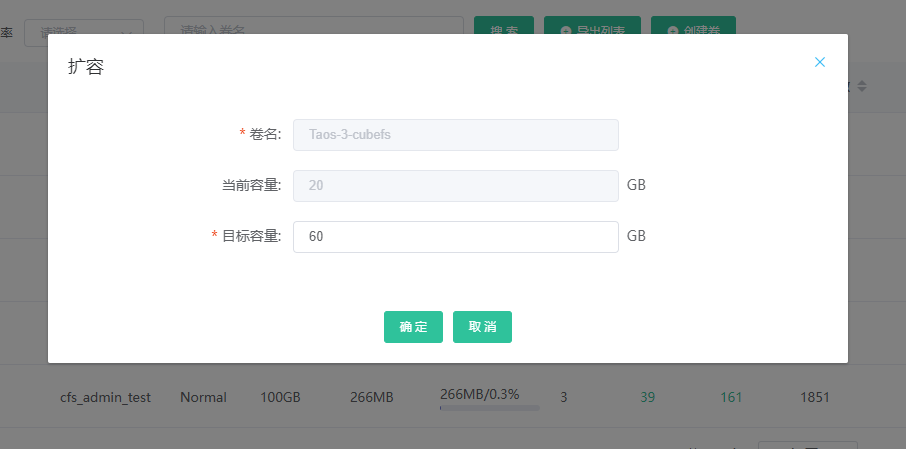 率 请选择 请输入卷名 搜 索 导出列表 创建卷
扩容
* 卷名: Taos-3-cubefs
当前容量: 20 GB
* 目标容量: 60 GB
确 定 取 消
cfs_admin_test Normal 100GB 266MB 266MB/0.3% 3 39 161 1851